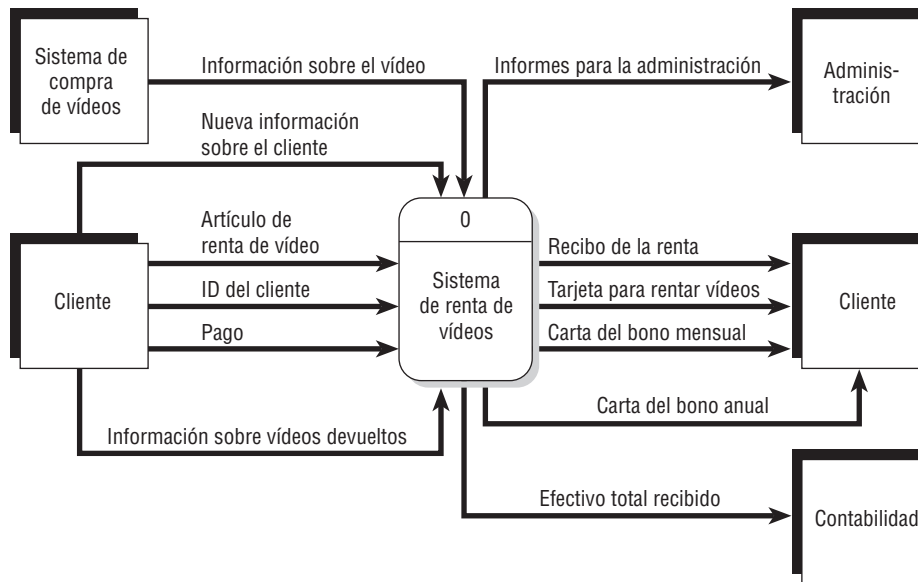 Sistema de
compra
de vídeos
Información sobre el vídeo
Informes para la administración
Adminis-
tración
Nueva información
sobre el cliente
Cliente
Artículo de
renta de vídeo
ID del cliente
Pago
0
Sistema
de renta de
vídeos
Recibo de la renta
Tarjeta para rentar vídeos
Carta del bono mensual
Cliente
Carta del bono anual
Información sobre vídeos devueltos
Efectivo total recibido
Contabilidad